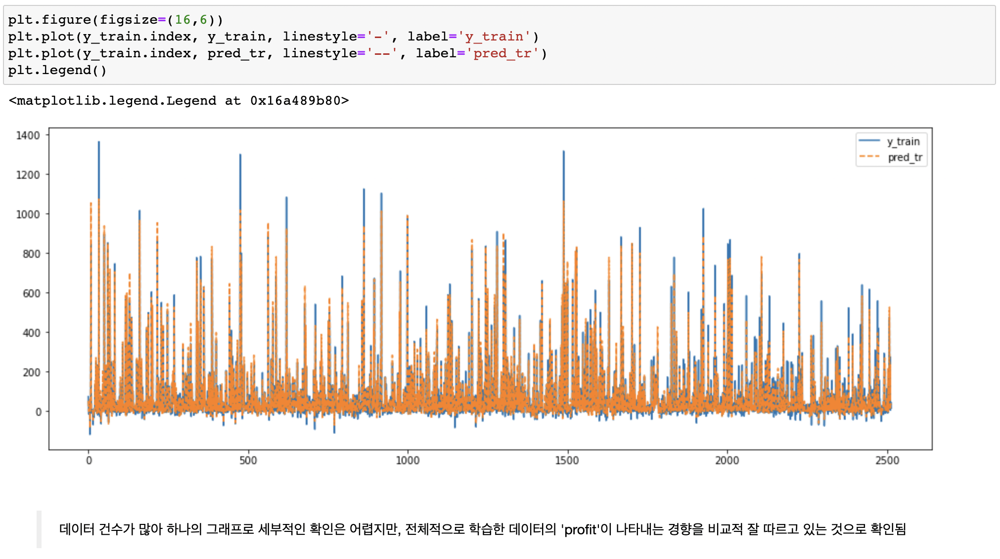 plt.figure(figsize=(16,6))
plt.plot(y_train.index, y_train, linestyle='-', label='y_train')
plt.plot(y_train.index, pred_tr, linestyle='--', label='pred_tr')
plt.legend()
<matplotlib.legend.Legend at 0x16a489b80>
1400
1200
1000
800
600
400
200
0
y_train
pred_tr
0 500 1000 1500 2000 2500
데이터 건수가 많아 하나의 그래프로 세부적인 확인은 어렵지만, 전체적으로 학습한 데이터의 'profit'이 나타내는 경향을 비교적 잘 따르고 있는 것으로 확인됨